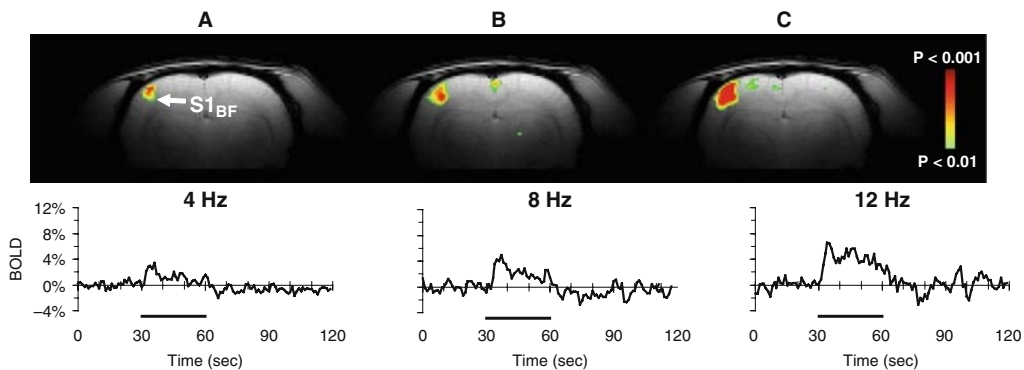 A B C
P < 0.001
S1BF
P < 0.01
4 Hz 8 Hz 12 Hz
12%
8%
4%
0%
−4%
BOLD
0 30 60 90 120 0 30 60 90 120 0 30 60 90 120
Time (sec) Time (sec) Time (sec)